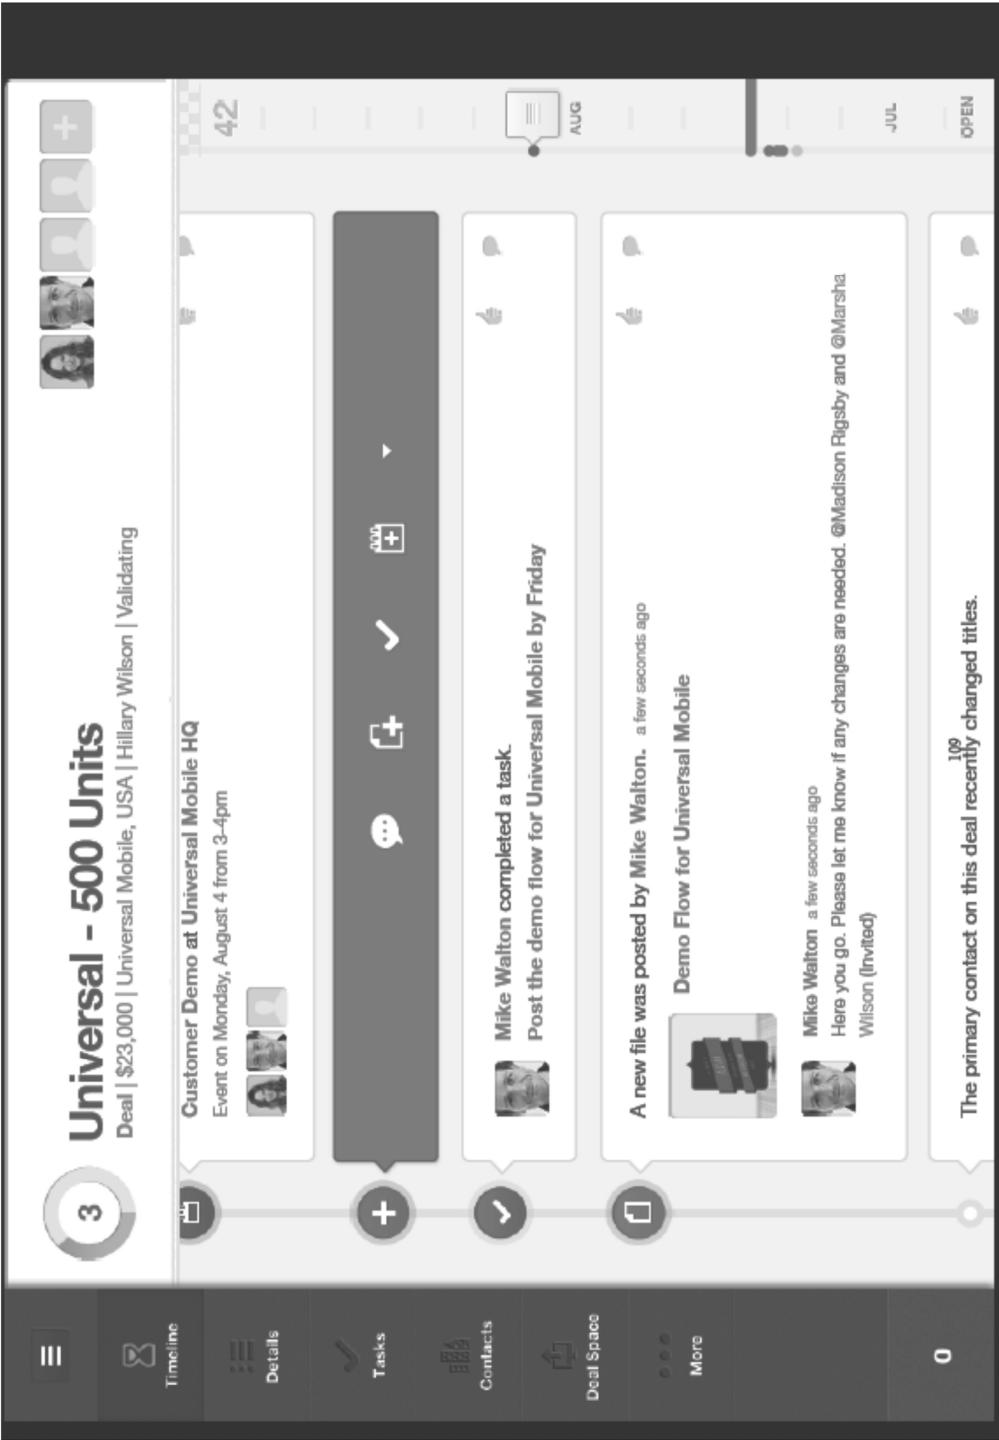 Timeline
Details
Tasks
Contacts
Deal Space
More
0
3
Universal - 500 Units
Deal | $23,000 | Universal Mobile, USA | Hillary Wilson | Validating
Customer Demo at Universal Mobile HQ
Event on Monday, August 4 from 3-4pm
Mike Walton completed a task.
Post the demo flow for Universal Mobile by Friday
A new file was posted by Mike Walton. a few seconds ago
Demo Flow for Universal Mobile
Mike Walton a few seconds ago
Here you go. Please let me know if any changes are needed. @Madison Rigsby and @Marsha
Wilson (Invited)
The primary contact on this deal recently changed titles.
109
42
AUG
JUL
OPEN